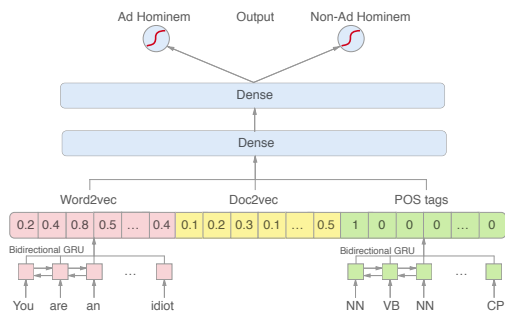 Ad Hominem Output Non-Ad Hominem
Dense
Dense
Word2vec Doc2vec POS tags
0.2 0.4 0.8 0.5 ... 0.4 0.1 0.2 0.3 0.1 ... 0.5 1 0 0 0 ... 0
Bidirectional GRU Bidirectional GRU
... ...
You are an idiot NN VB NN CP